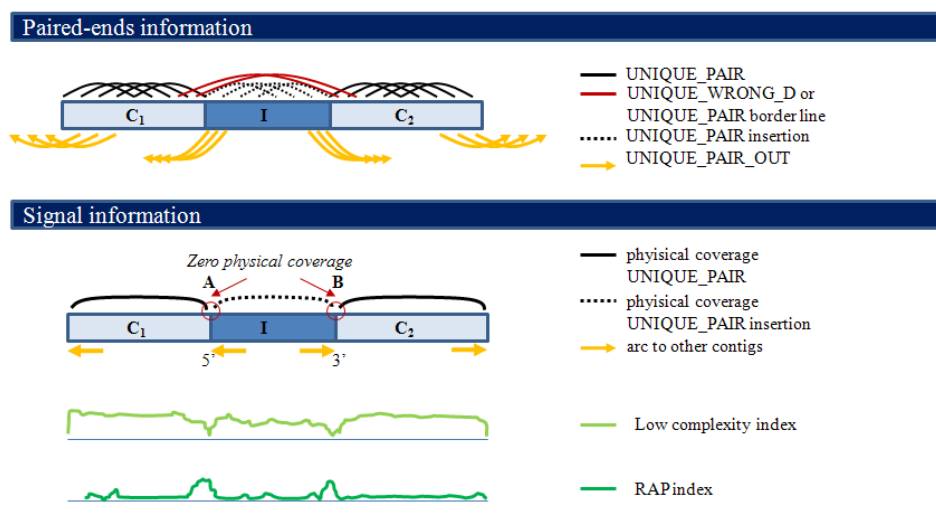 Paired-ends information
UNIQUE_PAIR
UNIQUE_WRONG_D or
UNIQUE_PAIR border line
UNIQUE_PAIR insertion
UNIQUE_PAIR_OUT
C1 I C2
Signal information
Zero physical coverage
A B
C1 I C2
5' 3'
phyisical coverage
UNIQUE_PAIR
phyisical coverage
UNIQUE_PAIR insertion
arc to other contigs
Low complexity index
RAP index